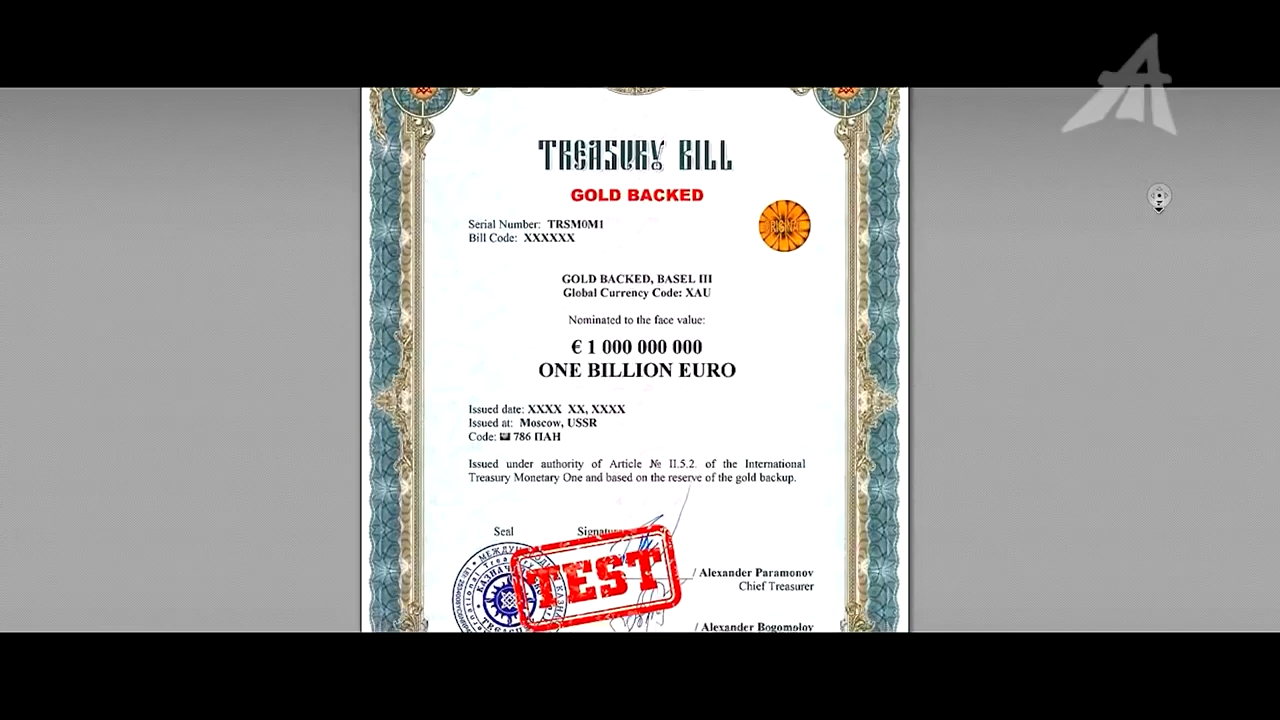 TREASURY BILL
GOLD BACKED
Serial Number: TRSM0M1
Bill Code: XXXXXX
ORIGINAL
GOLD BACKED, BASEL III
Global Currency Code: XAU
Nominated to the face value:
€ 1 000 000 000
ONE BILLION EURO
Issued date: XXXX XX, XXXX
Issued at: Moscow, USSR
Code: 786 ПАН
Issued under authority of Article № II.5.2. of the International
Treasury Monetary One and based on the reserve of the gold backup.
Seal Signature
TEST
/ Alexander Paramonov
Chief Treasurer
/ Alexander Bogomolov